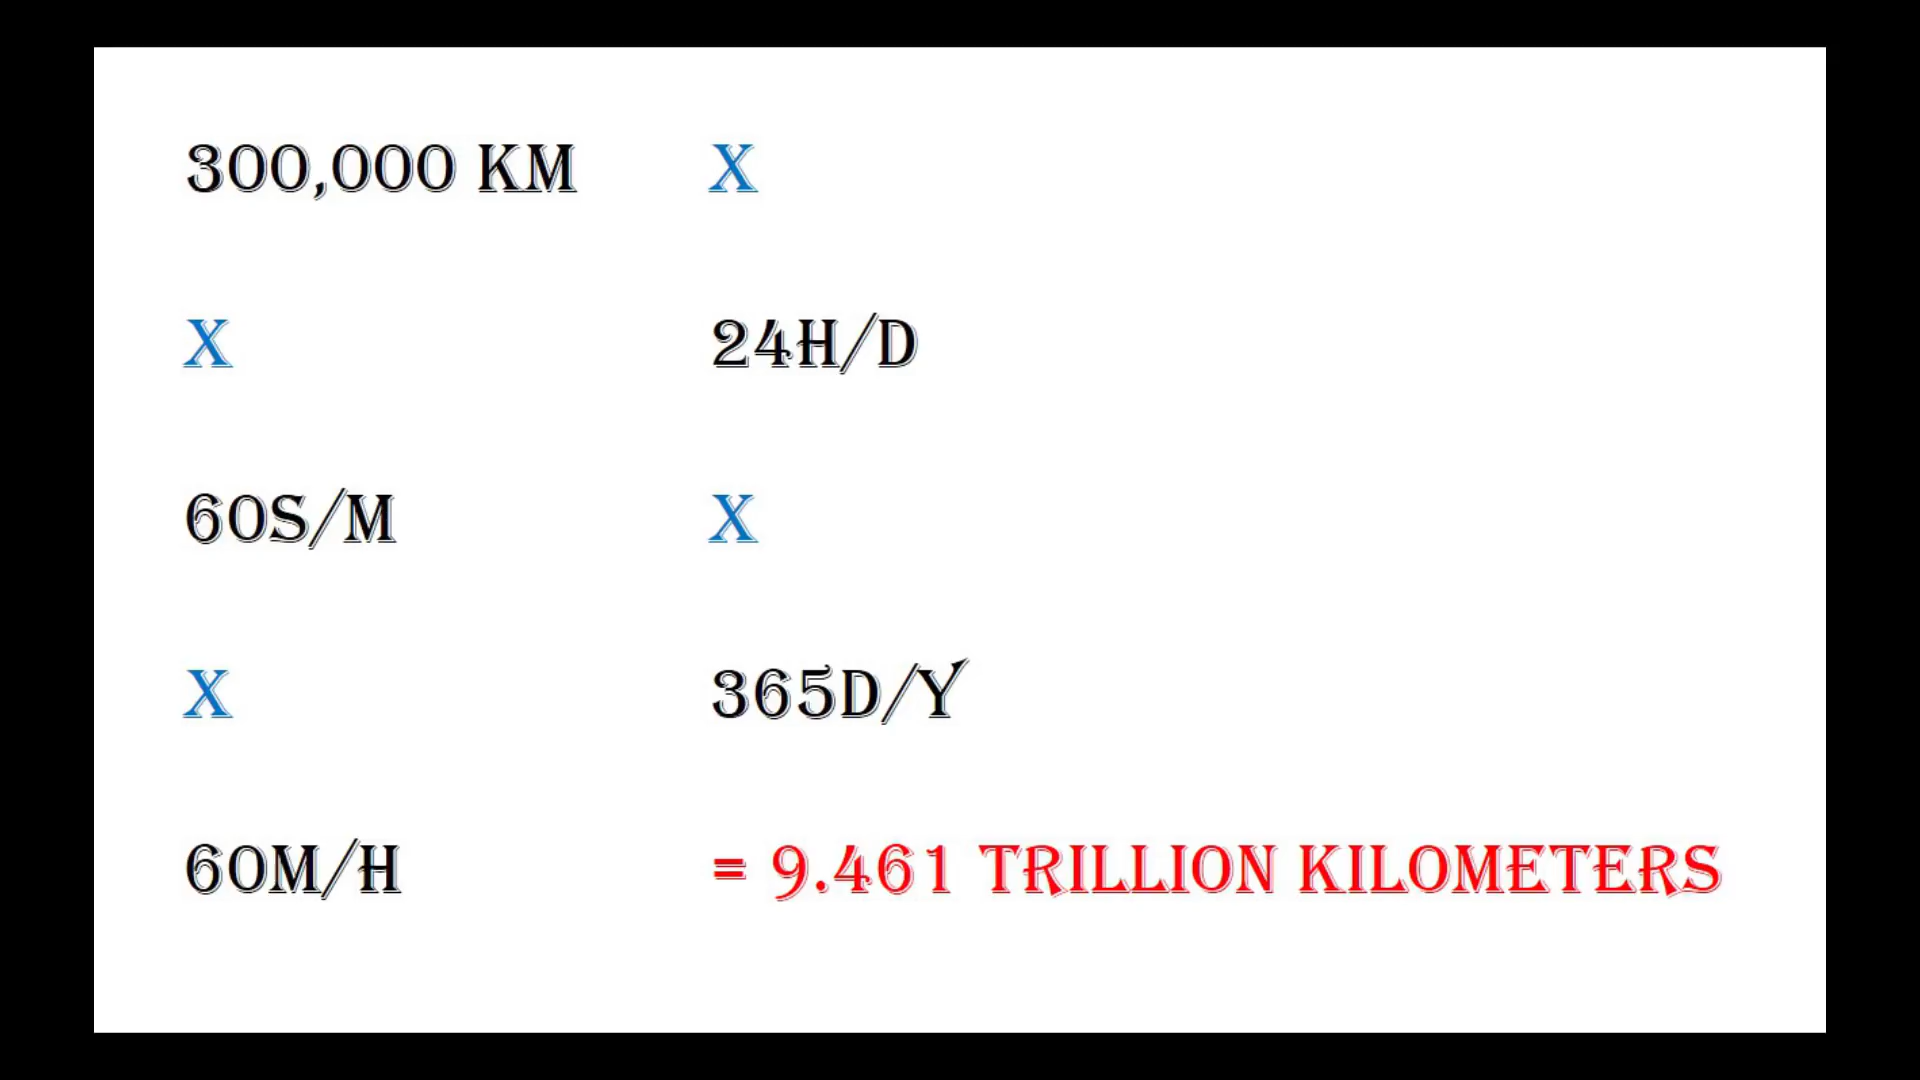 300,000 KM
X
60S/M
X
60M/H
X
24H/D
X
365D/Y
= 9.461 TRILLION KILOMETERS